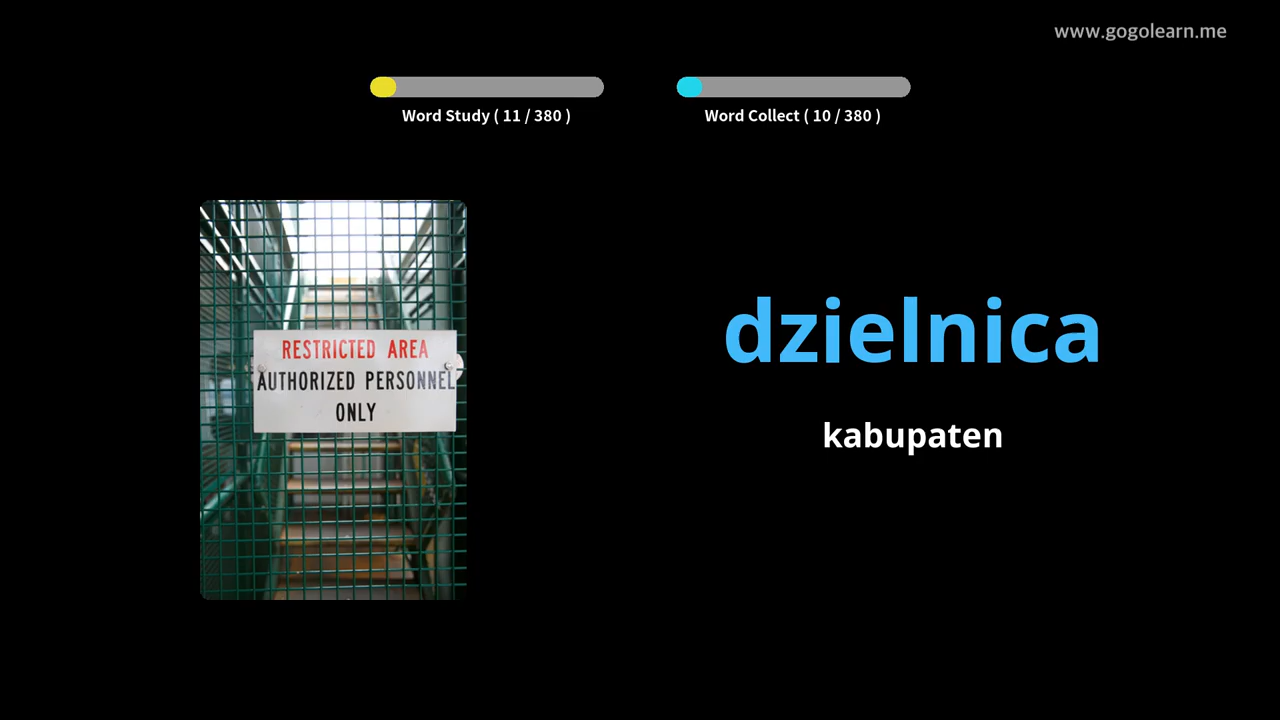 www.gogolearn.me
Word Study ( 11 / 380 )
Word Collect ( 10 / 380 )
RESTRICTED AREA
AUTHORIZED PERSONNEL
ONLY
dzielnica
kabupaten